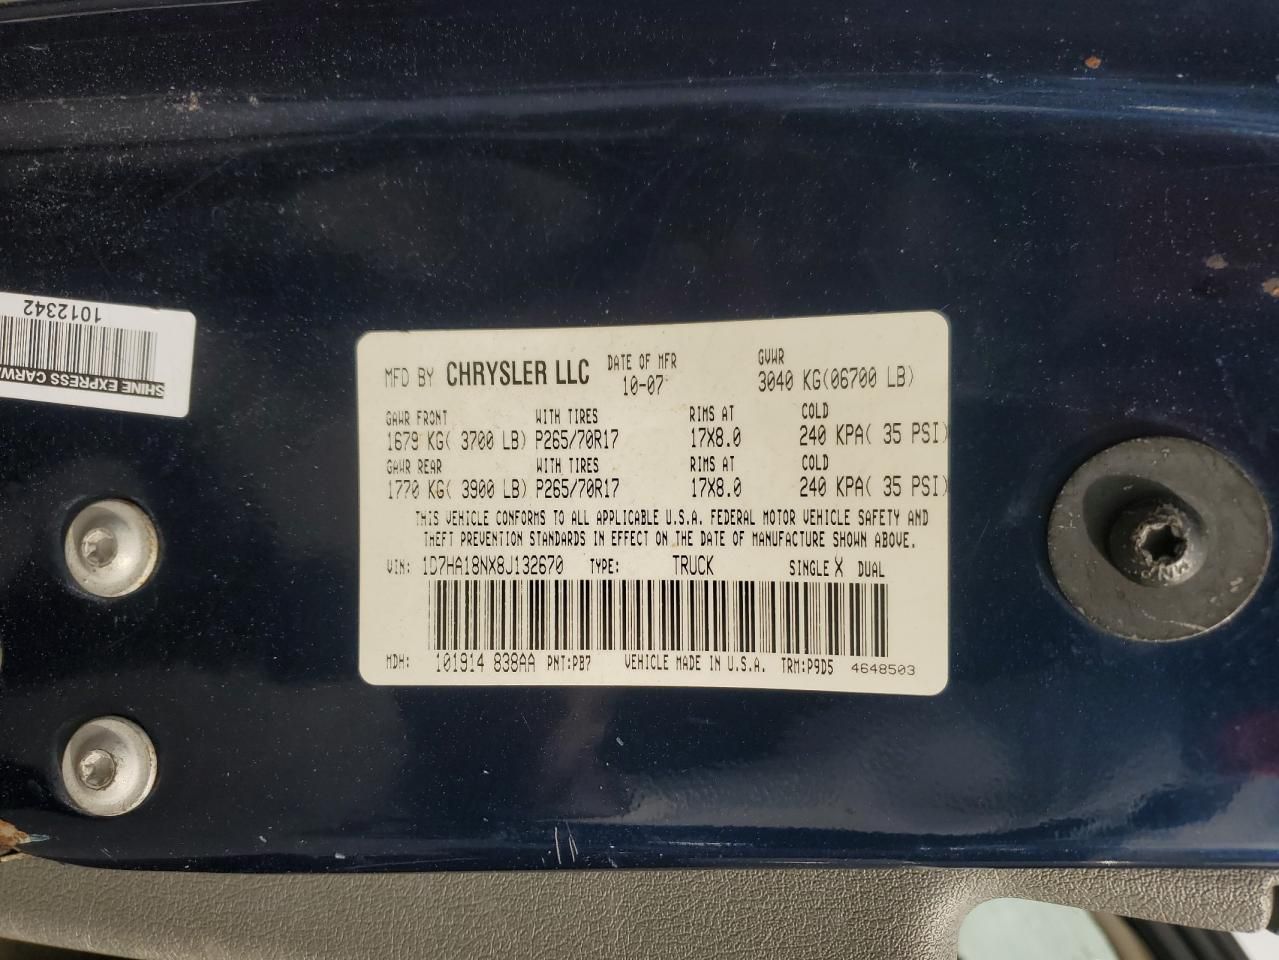 MFD BY CHRYSLER LLC DATE OF MFR 10-07 GVWR 3040 KG(06700 LB)
GAWR FRONT WITH TIRES RIMS AT COLD
1679 KG( 3700 LB) P265/70R17 17X8.0 240 KPA( 35 PSI)
GAWR REAR WITH TIRES RIMS AT COLD
1770 KG( 3900 LB) P265/70R17 17X8.0 240 KPA( 35 PSI)
THIS VEHICLE CONFORMS TO ALL APPLICABLE U.S.A. FEDERAL MOTOR VEHICLE SAFETY AND
THEFT PREVENTION STANDARDS IN EFFECT ON THE DATE OF MANUFACTURE SHOWN ABOVE.
VIN: 1D7HA18NX8J132670 TYPE: TRUCK SINGLE X DUAL
MDH: 101914 838AA PNT:PB7 VEHICLE MADE IN U.S.A. TRM:P9D5 4648503
SHINE EXPRESS
1012342